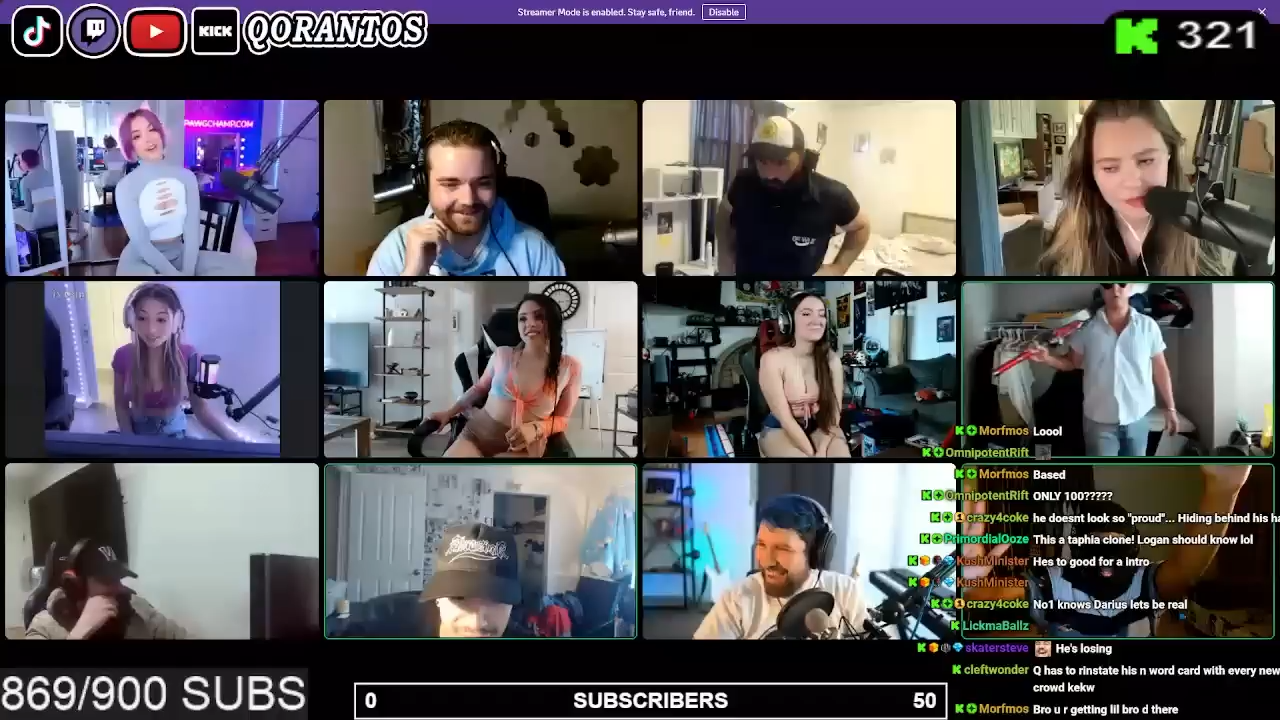 Streamer Mode is enabled. Stay safe, friend. Disable
KICK QORANTOS
321
PAWGCHAMP.COM
Morfmos Loool
OmnipotentRift
Morfmos Based
OmnipotentRift ONLY 100?????
crazy4coke he doesnt look so "proud"... Hiding behind his ha
PrimordialOoze This a taphia clone! Logan should know lol
KushMinister Hes to good for a intro
KushMinister
crazy4coke No1 knows Darius lets be real
LickmaBallz
skatersteve He's losing
cleftwonder Q has to rinstate his n word card with every new
crowd kekw
Morfmos Bro u r getting lil bro d there
869/900 SUBS
0 SUBSCRIBERS 50